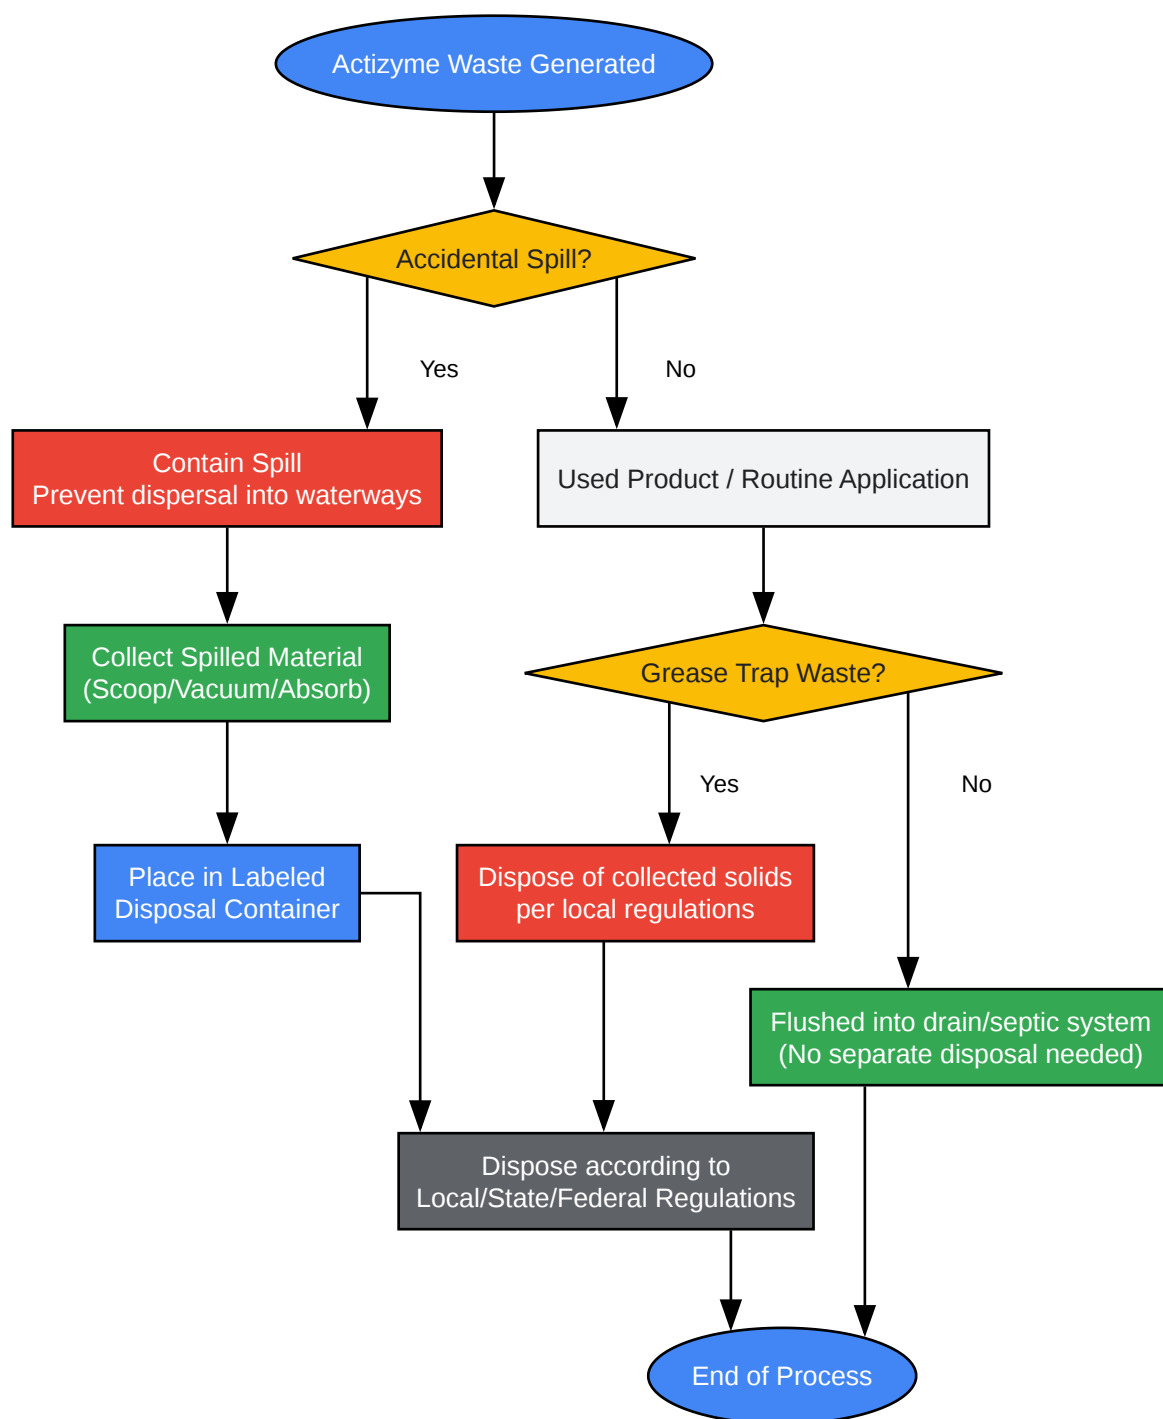 Actizyme Waste Generated
Accidental Spill?
Yes
No
Contain Spill
Prevent dispersal into waterways
Used Product / Routine Application
Collect Spilled Material
(Scoop/Vacuum/Absorb)
Grease Trap Waste?
Yes
No
Place in Labeled
Disposal Container
Dispose of collected solids
per local regulations
Flushed into drain/septic system
(No separate disposal needed)
Dispose according to
Local/State/Federal Regulations
End of Process